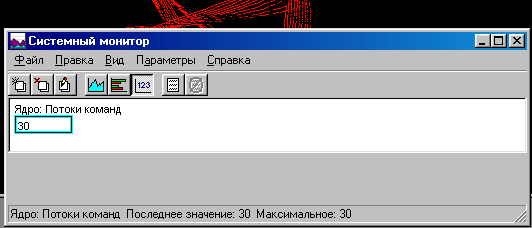 Системный монитор
Файл Правка Вид Параметры Справка
123
Ядро: Потоки команд
30
Ядро: Потоки команд Последнее значение: 30 Максимальное: 30